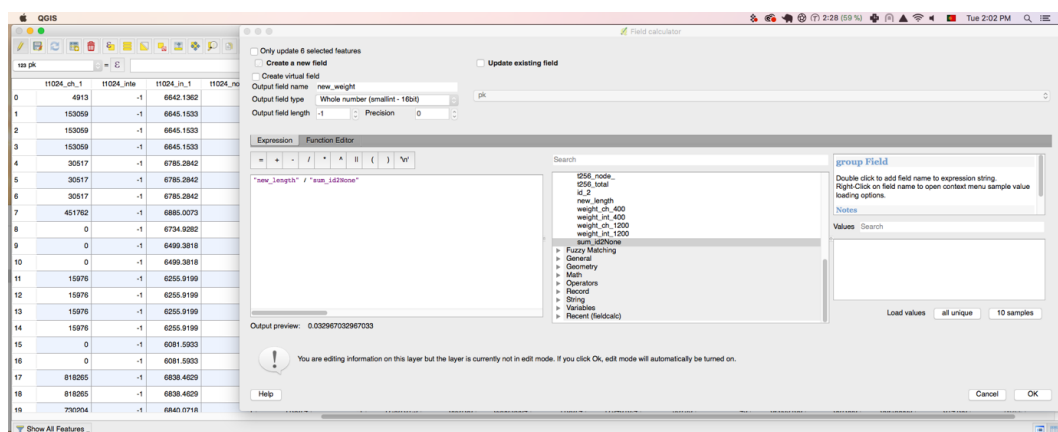 QGIS
2:28 (59 %)
Tue 2:02 PM
123 pk
= ε
t1024_ch_1 t1024_inte t1024_in_1 t1024_no
0 4913 -1 6642.1362
1 153059 -1 6645.1533
2 153059 -1 6645.1533
3 153059 -1 6645.1533
4 30517 -1 6785.2842
5 30517 -1 6785.2842
6 30517 -1 6785.2842
7 451762 -1 6885.0073
8 0 -1 6734.9282
9 0 -1 6499.3818
10 0 -1 6499.3818
11 15976 -1 6255.9199
12 15976 -1 6255.9199
13 15976 -1 6255.9199
14 15976 -1 6255.9199
15 0 -1 6081.5933
16 0 -1 6081.5933
17 818265 -1 6838.4629
18 818265 -1 6838.4629
19 730204 -1 6840.0718
Show All Features
Field calculator
Only update 6 selected features
Create a new field
Update existing field
Create virtual field
Output field name new_weight
Output field type Whole number (smallint - 16bit)
pk
Output field length -1 Precision 0
Expression Function Editor
= + - / * ^ || ( ) '\n'
"new_length" / "sum_id2None"
Output preview: 0.032967032967033
Search
t256_node_
t256_total
id_2
new_length
weight_ch_400
weight_int_400
weight_ch_1200
weight_int_1200
sum_id2None
Fuzzy Matching
General
Geometry
Math
Operators
Record
String
Variables
Recent (fieldcalc)
group Field
Double click to add field name to expression string.
Right-Click on field name to open context menu sample value
loading options.
Notes
Values Search
Load values all unique 10 samples
You are editing information on this layer but the layer is currently not in edit mode. If you click Ok, edit mode will automatically be turned on.
Help Cancel OK